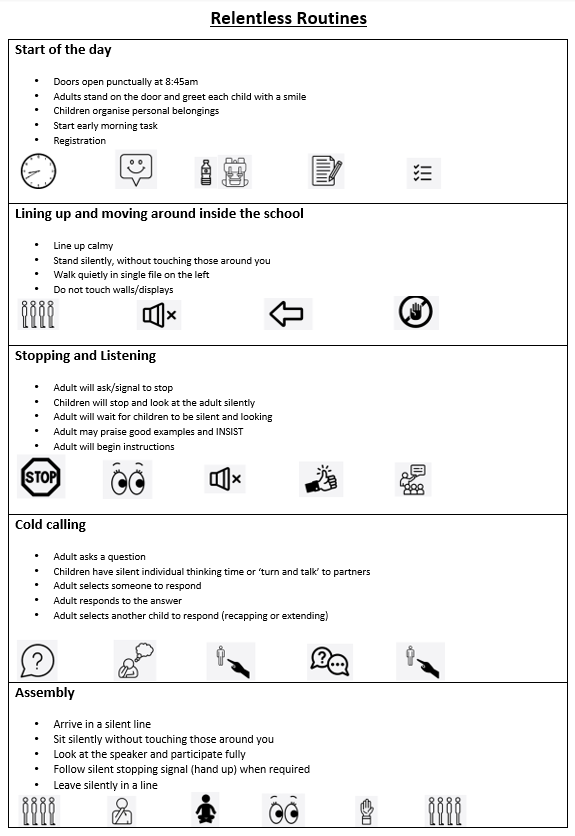 Relentless Routines
Start of the day
Doors open punctually at 8:45am
Adults stand on the door and greet each child with a smile
Children organise personal belongings
Start early morning task
Registration
Lining up and moving around inside the school
Line up calmy
Stand silently, without touching those around you
Walk quietly in single file on the left
Do not touch walls/displays
Stopping and Listening
Adult will ask/signal to stop
Children will stop and look at the adult silently
Adult will wait for children to be silent and looking
Adult may praise good examples and INSIST
Adult will begin instructions
STOP
Cold calling
Adult asks a question
Children have silent individual thinking time or ‘turn and talk’ to partners
Adult selects someone to respond
Adult responds to the answer
Adult selects another child to respond (recapping or extending)
Assembly
Arrive in a silent line
Sit silently without touching those around you
Look at the speaker and participate fully
Follow silent stopping signal (hand up) when required
Leave silently in a line